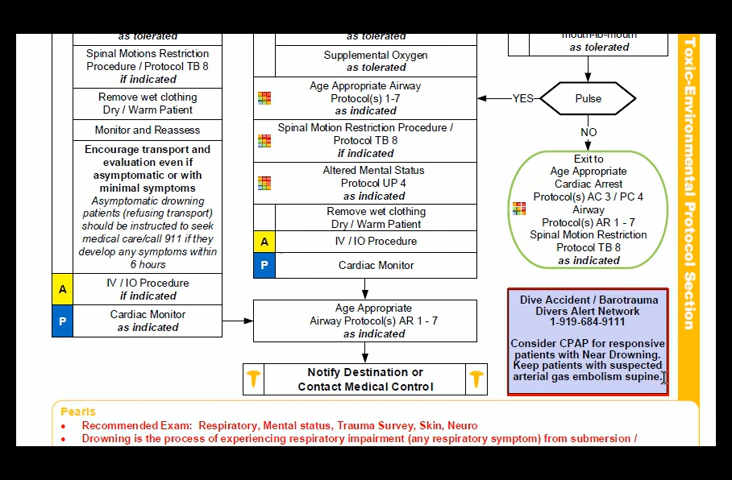 as tolerated
Spinal Motions Restriction
Procedure / Protocol TB 8
if indicated
Remove wet clothing
Dry / Warm Patient
Monitor and Reassess
Encourage transport and
evaluation even if
asymptomatic or with
minimal symptoms
Asymptomatic drowning
patients (refusing transport)
should be instructed to seek
medical care/call 911 if they
develop any symptoms within
6 hours
A
IV / IO Procedure
if indicated
P
Cardiac Monitor
as indicated
as tolerated
Supplemental Oxygen
as tolerated
Age Appropriate Airway
Protocol(s) 1-7
as indicated
Spinal Motion Restriction Procedure /
Protocol TB 8
if indicated
Altered Mental Status
Protocol UP 4
as indicated
Remove wet clothing
Dry / Warm Patient
A
IV / IO Procedure
P
Cardiac Monitor
Age Appropriate
Airway Protocol(s) AR 1 - 7
as indicated
Notify Destination or
Contact Medical Control
mouth-to-mouth
as tolerated
YES
Pulse
NO
Exit to
Age Appropriate
Cardiac Arrest
Protocol(s) AC 3 / PC 4
Airway
Protocol(s) AR 1 - 7
Spinal Motion Restriction
Protocol TB 8
as indicated
Dive Accident / Barotrauma
Divers Alert Network
1-919-684-9111
Consider CPAP for responsive
patients with Near Drowning.
Keep patients with suspected
arterial gas embolism supine.
Toxic-Environmental Protocol Section
Pearls
• Recommended Exam: Respiratory, Mental status, Trauma Survey, Skin, Neuro
• Drowning is the process of experiencing respiratory impairment (any respiratory symptom) from submersion /